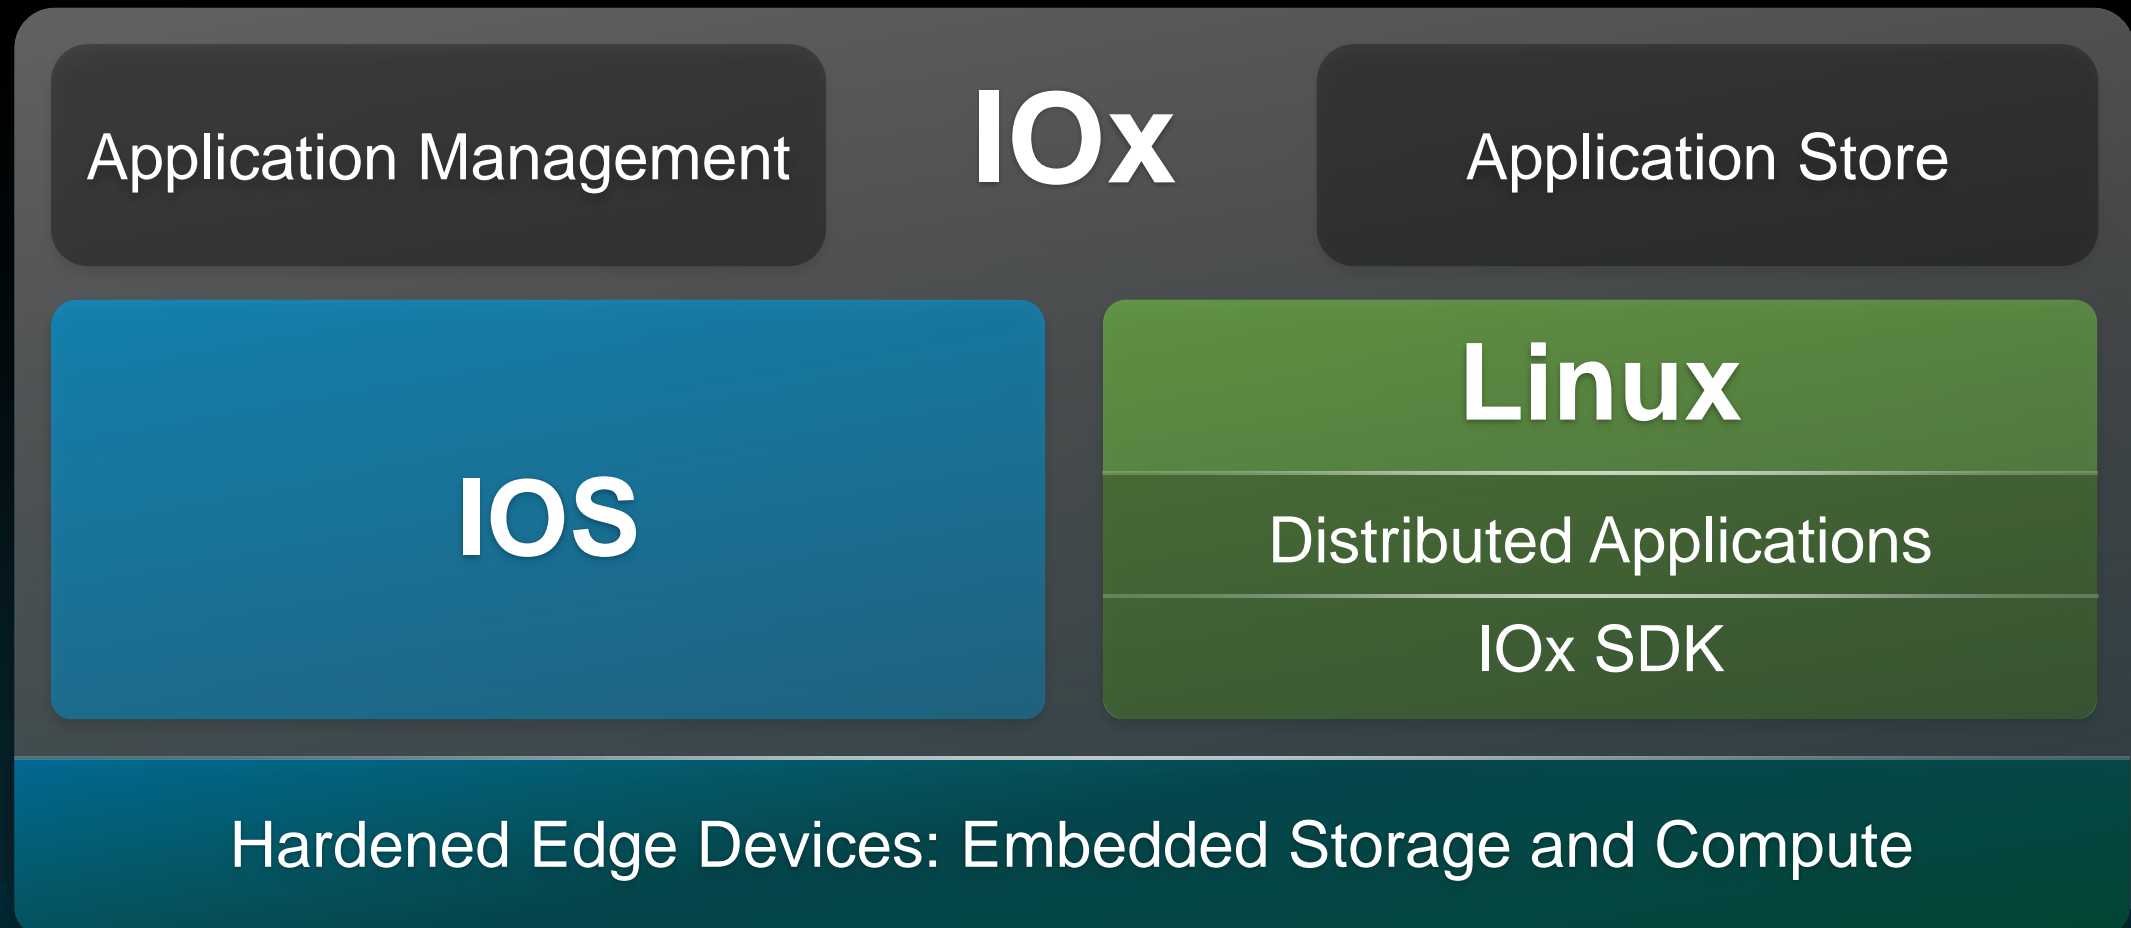 Application Management
IOx
Application Store
IOS
Linux
Distributed Applications
IOx SDK
Hardened Edge Devices: Embedded Storage and Compute